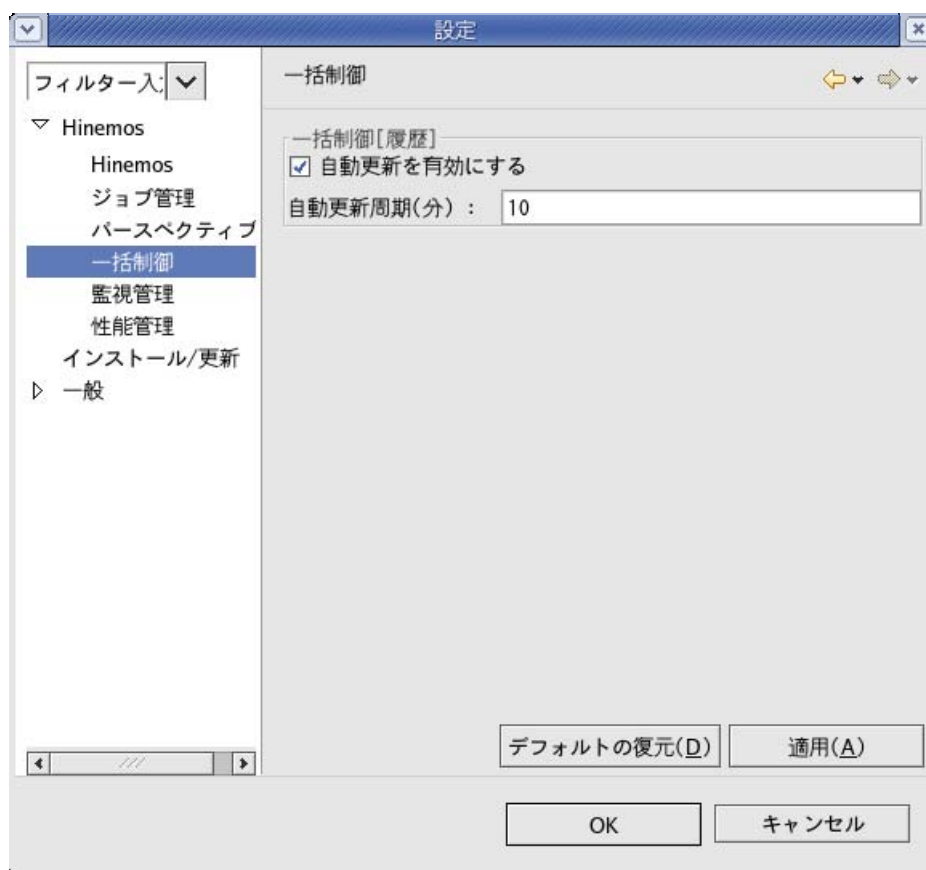 設定
フィルター入
一括制御
Hinemos
Hinemos
ジョブ管理
パースペクティブ
一括制御
監視管理
性能管理
インストール/更新
一般
一括制御[履歴]
自動更新を有効にする
自動更新周期(分) : 10
デフォルトの復元(D)
適用(A)
OK
キャンセル